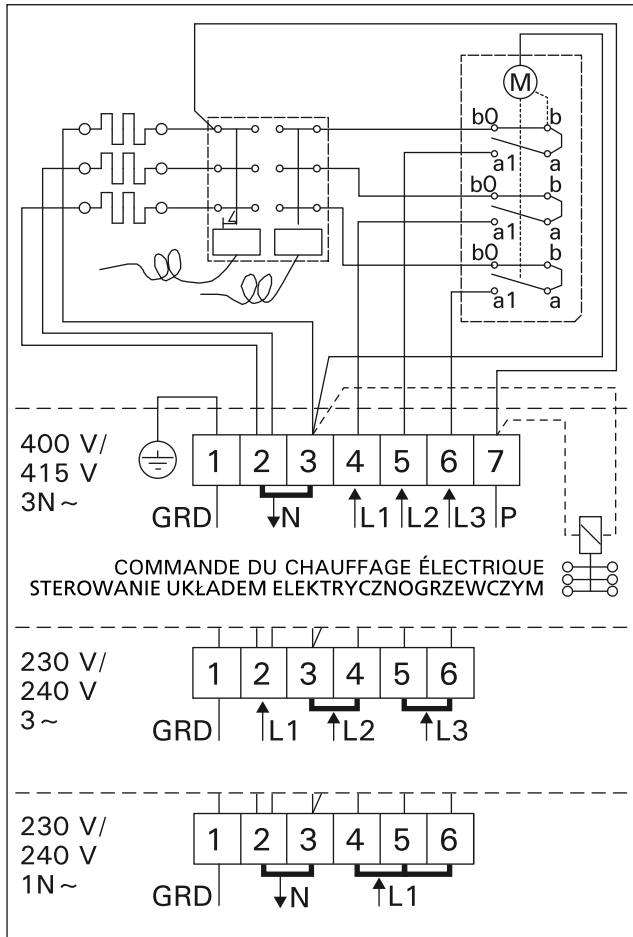 M
b0 b
a1 a
b0 b
a1 a
b0 b
a1 a
400 V/
415 V
3N ~
1 2 3 4 5 6 7
GRD N L1 L2 L3 P
COMMANDE DU CHAUFFAGE ÉLECTRIQUE
STEROWANIE UKŁADEM ELEKTRYCZNOGRZEWCZYM
230 V/
240 V
3 ~
1 2 3 4 5 6
GRD L1 L2 L3
230 V/
240 V
1N ~
1 2 3 4 5 6
GRD N L1